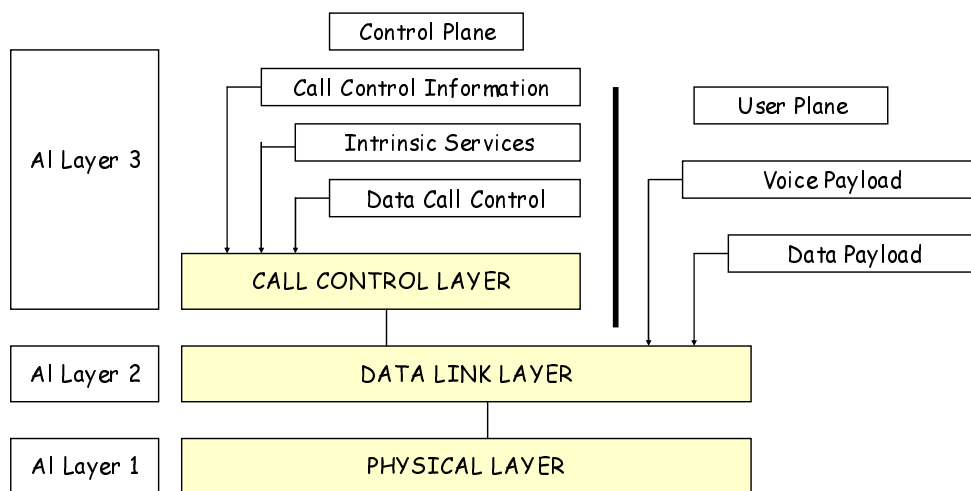 Control Plane
Call Control Information
User Plane
Intrinsic Services
AI Layer 3
Voice Payload
Data Call Control
Data Payload
CALL CONTROL LAYER
AI Layer 2
DATA LINK LAYER
AI Layer 1
PHYSICAL LAYER